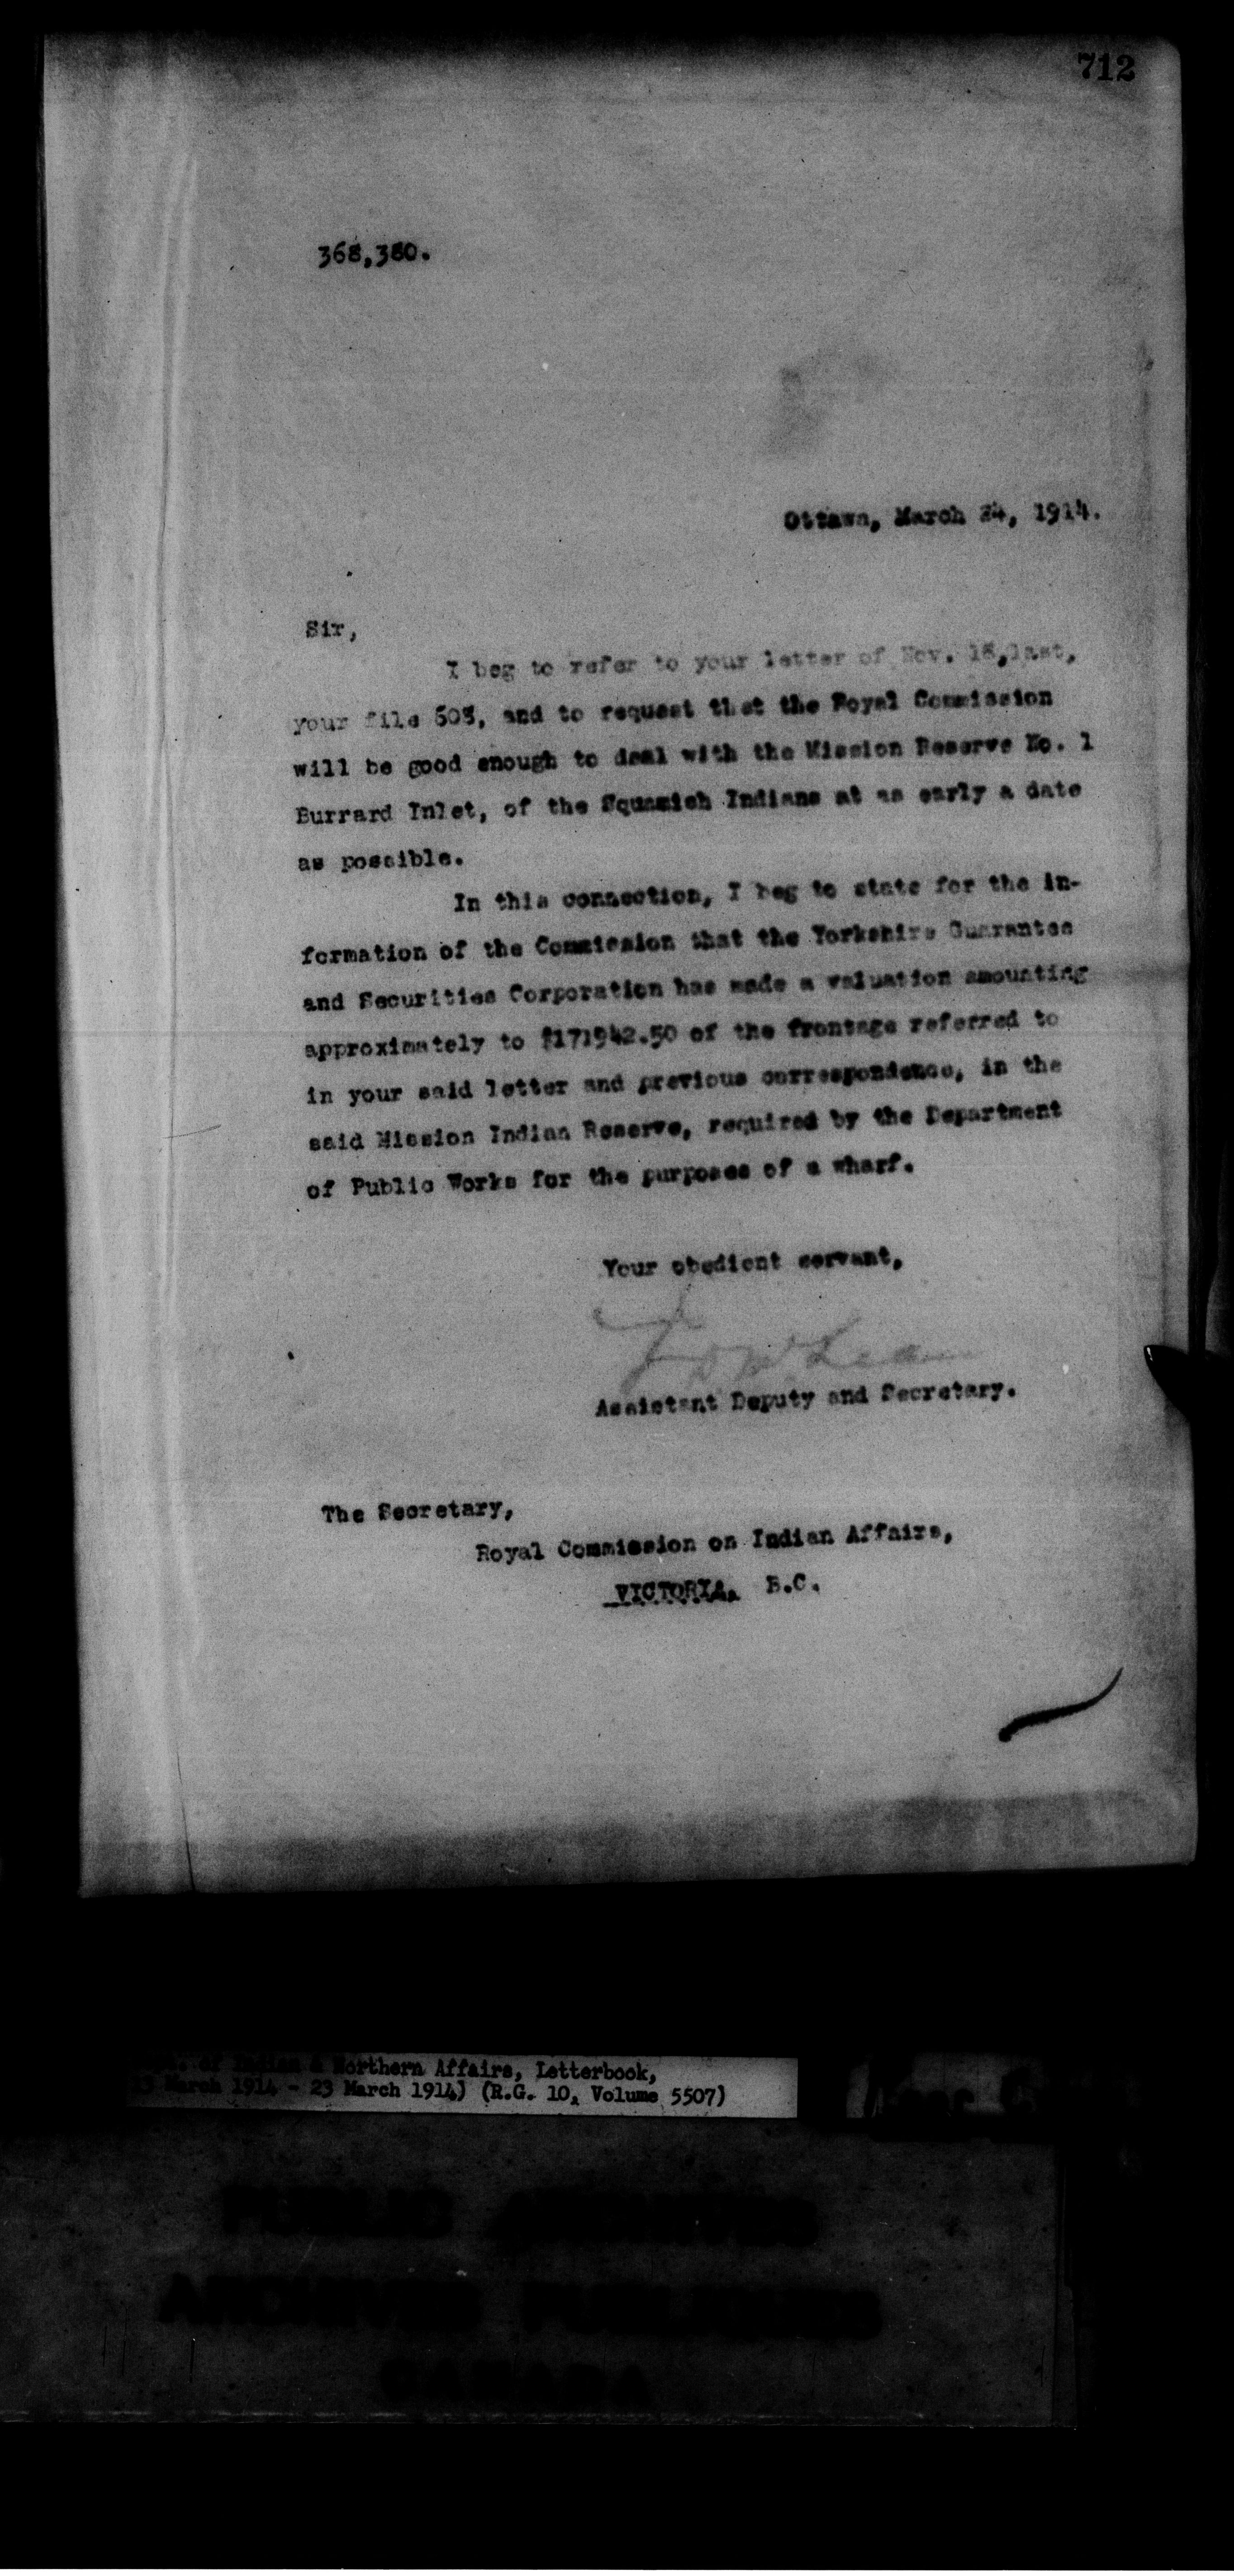 712
368,380.
Ottawa, March 24, 1914.
Sir,
I beg to refer to your letter of Nov. 18, last,
your file 503, and to request that the Royal Commission
will be good enough to deal with the Mission Reserve No. 1
Burrard Inlet, of the Squamish Indians at as early a date
as possible.
In this connection, I beg to state for the in-
formation of the Commission that the Yorkshire Guarantee
and Securities Corporation has made a valuation amounting
approximately to $171942.50 of the frontage referred to
in your said letter and previous correspondence, in the
said Mission Indian Reserve, required by the Department
of Public Works for the purposes of a wharf.
Your obedient servant,
Assistant Deputy and Secretary.
The Secretary,
Royal Commission on Indian Affairs,
VICTORIA, B.C.
of Indian & Northern Affairs, Letterbook,
March 1914 - 23 March 1914) (R.G. 10, Volume 5507)
PUBLIC ARCHIVES
ARCHIVES PUBLIQUES
CANADA